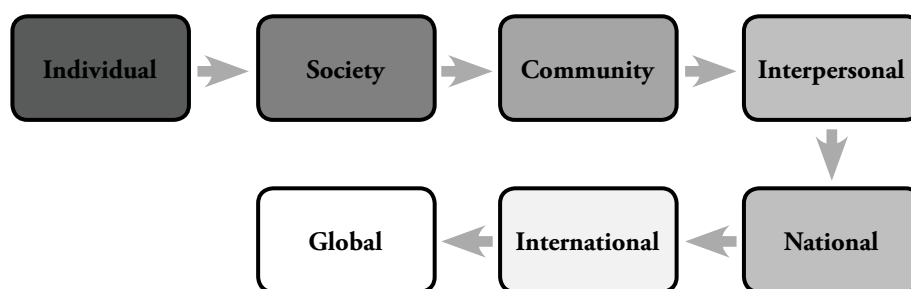 Individual
Society
Community
Interpersonal
National
International
Global